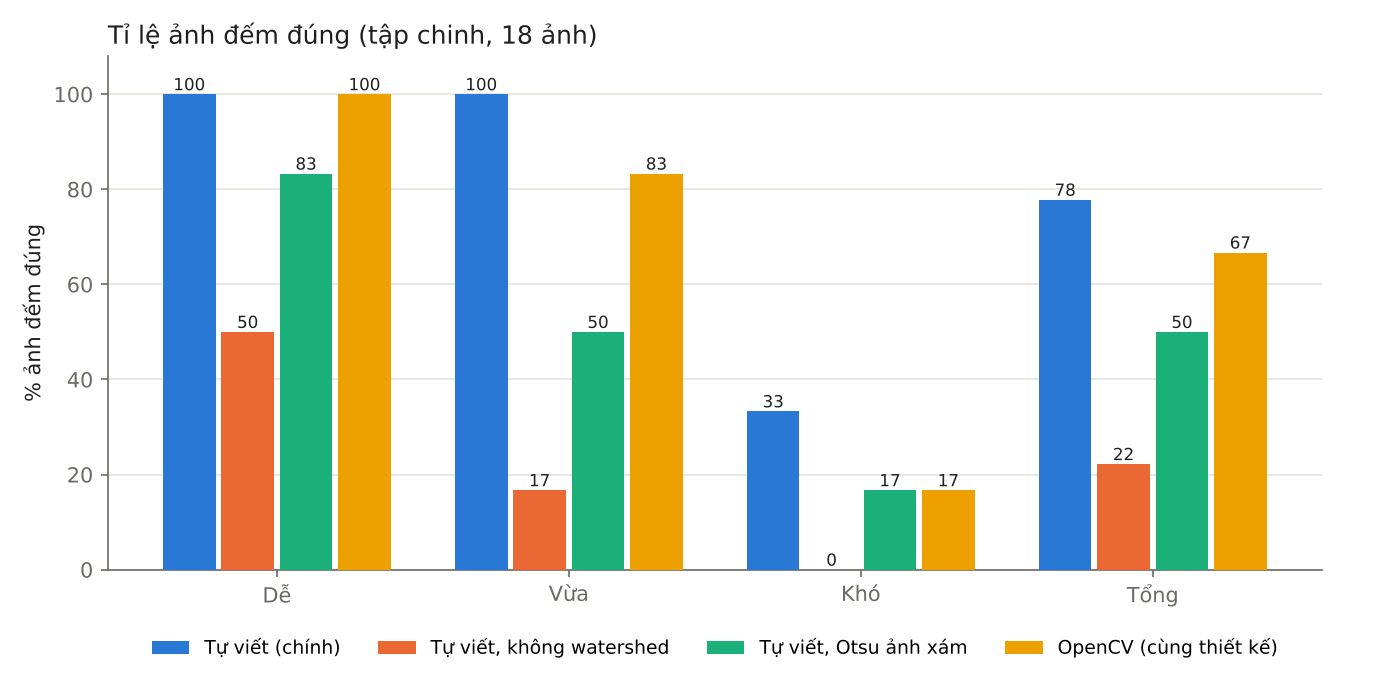 Tỉ lệ ảnh đếm đúng (tập chinh, 18 ảnh)
% ảnh đếm đúng
100
80
60
40
20
0
100 50 83 100
100 17 50 83
33 0 17 17
78 22 50 67
Dễ Vừa Khó Tổng
Tự viết (chính) Tự viết, không watershed Tự viết, Otsu ảnh xám OpenCV (cùng thiết kế)